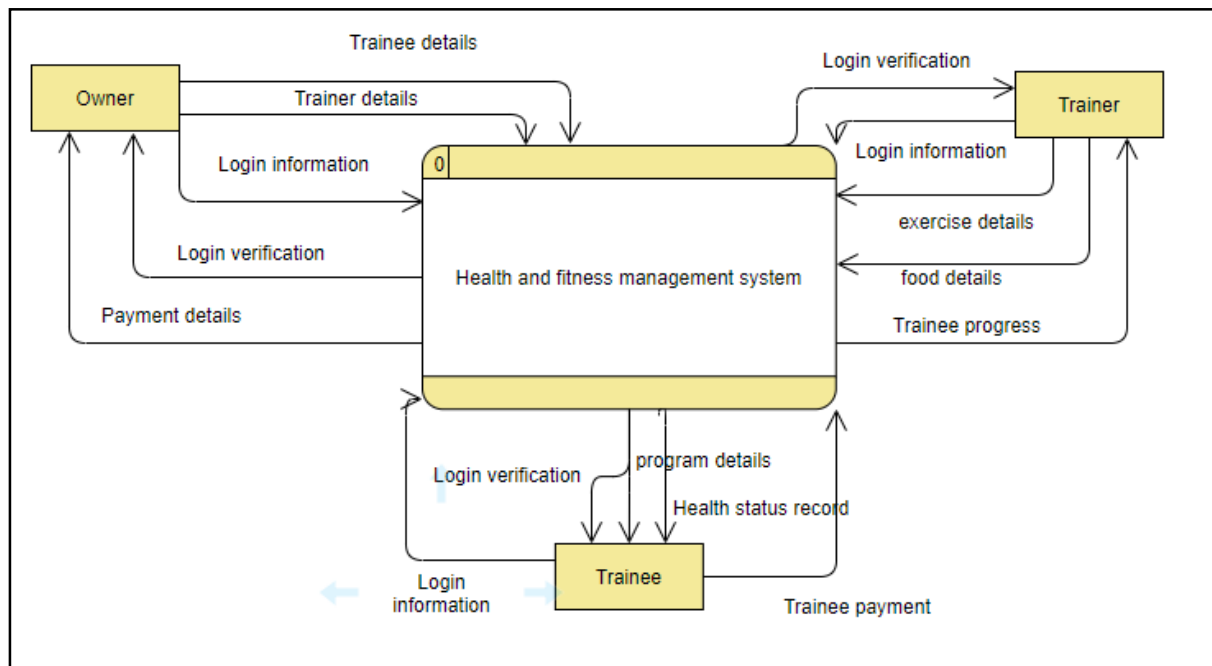 Trainee details
Login verification
Owner
Trainer details
Trainer
Login information
Login information
0
exercise details
Login verification
Health and fitness management system
food details
Payment details
Trainee progress
Login verification
program details
Health status record
Trainee
Login
information
Trainee payment